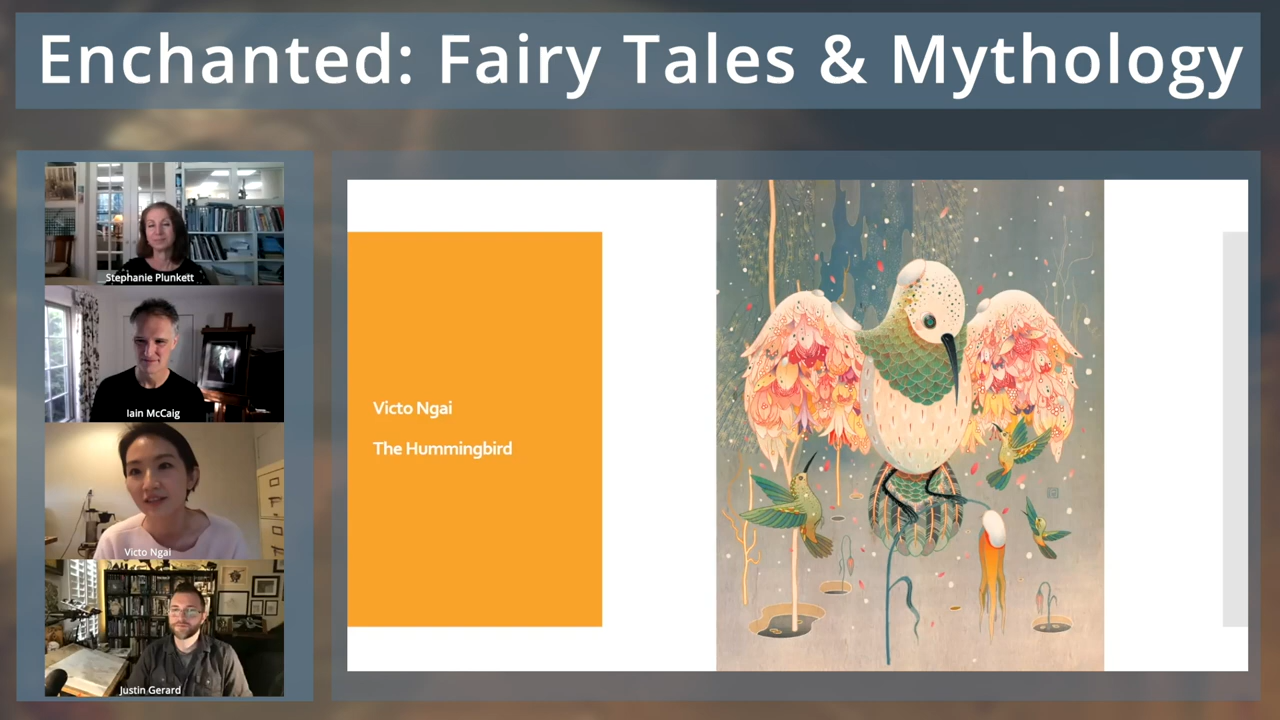 Enchanted: Fairy Tales & Mythology
Stephanie Plunkett
Iain McCaig
Victo Ngai
Justin Gerard
Victo Ngai
The Hummingbird